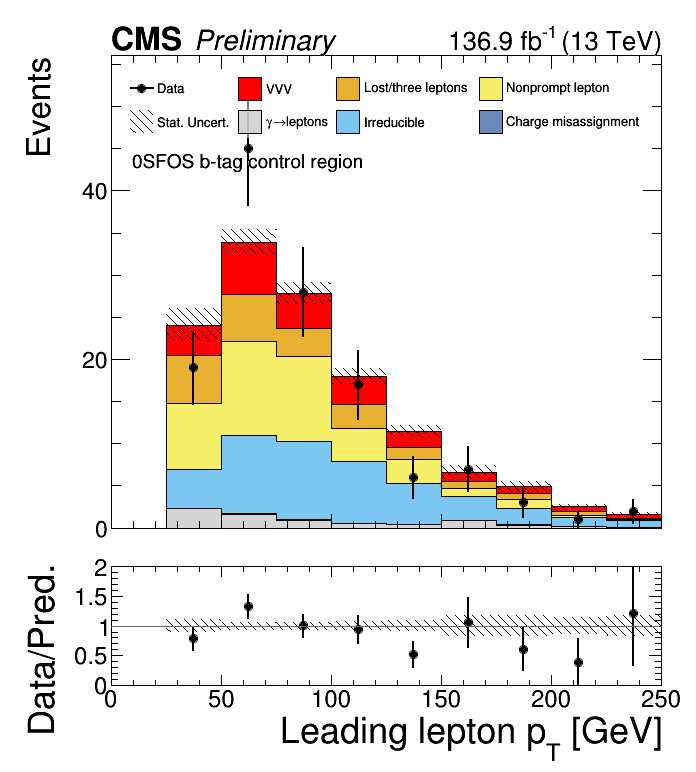 CMS Preliminary 136.9 fb⁻¹ (13 TeV)
Events
Data VVV Lost/three leptons Nonprompt lepton
Stat. Uncert. γ→leptons Irreducible Charge misassignment
0SFOS b-tag control region
40
20
0
Data/Pred.
2
1.5
1
0.5
0
0 50 100 150 200 250
Leading lepton p_T [GeV]